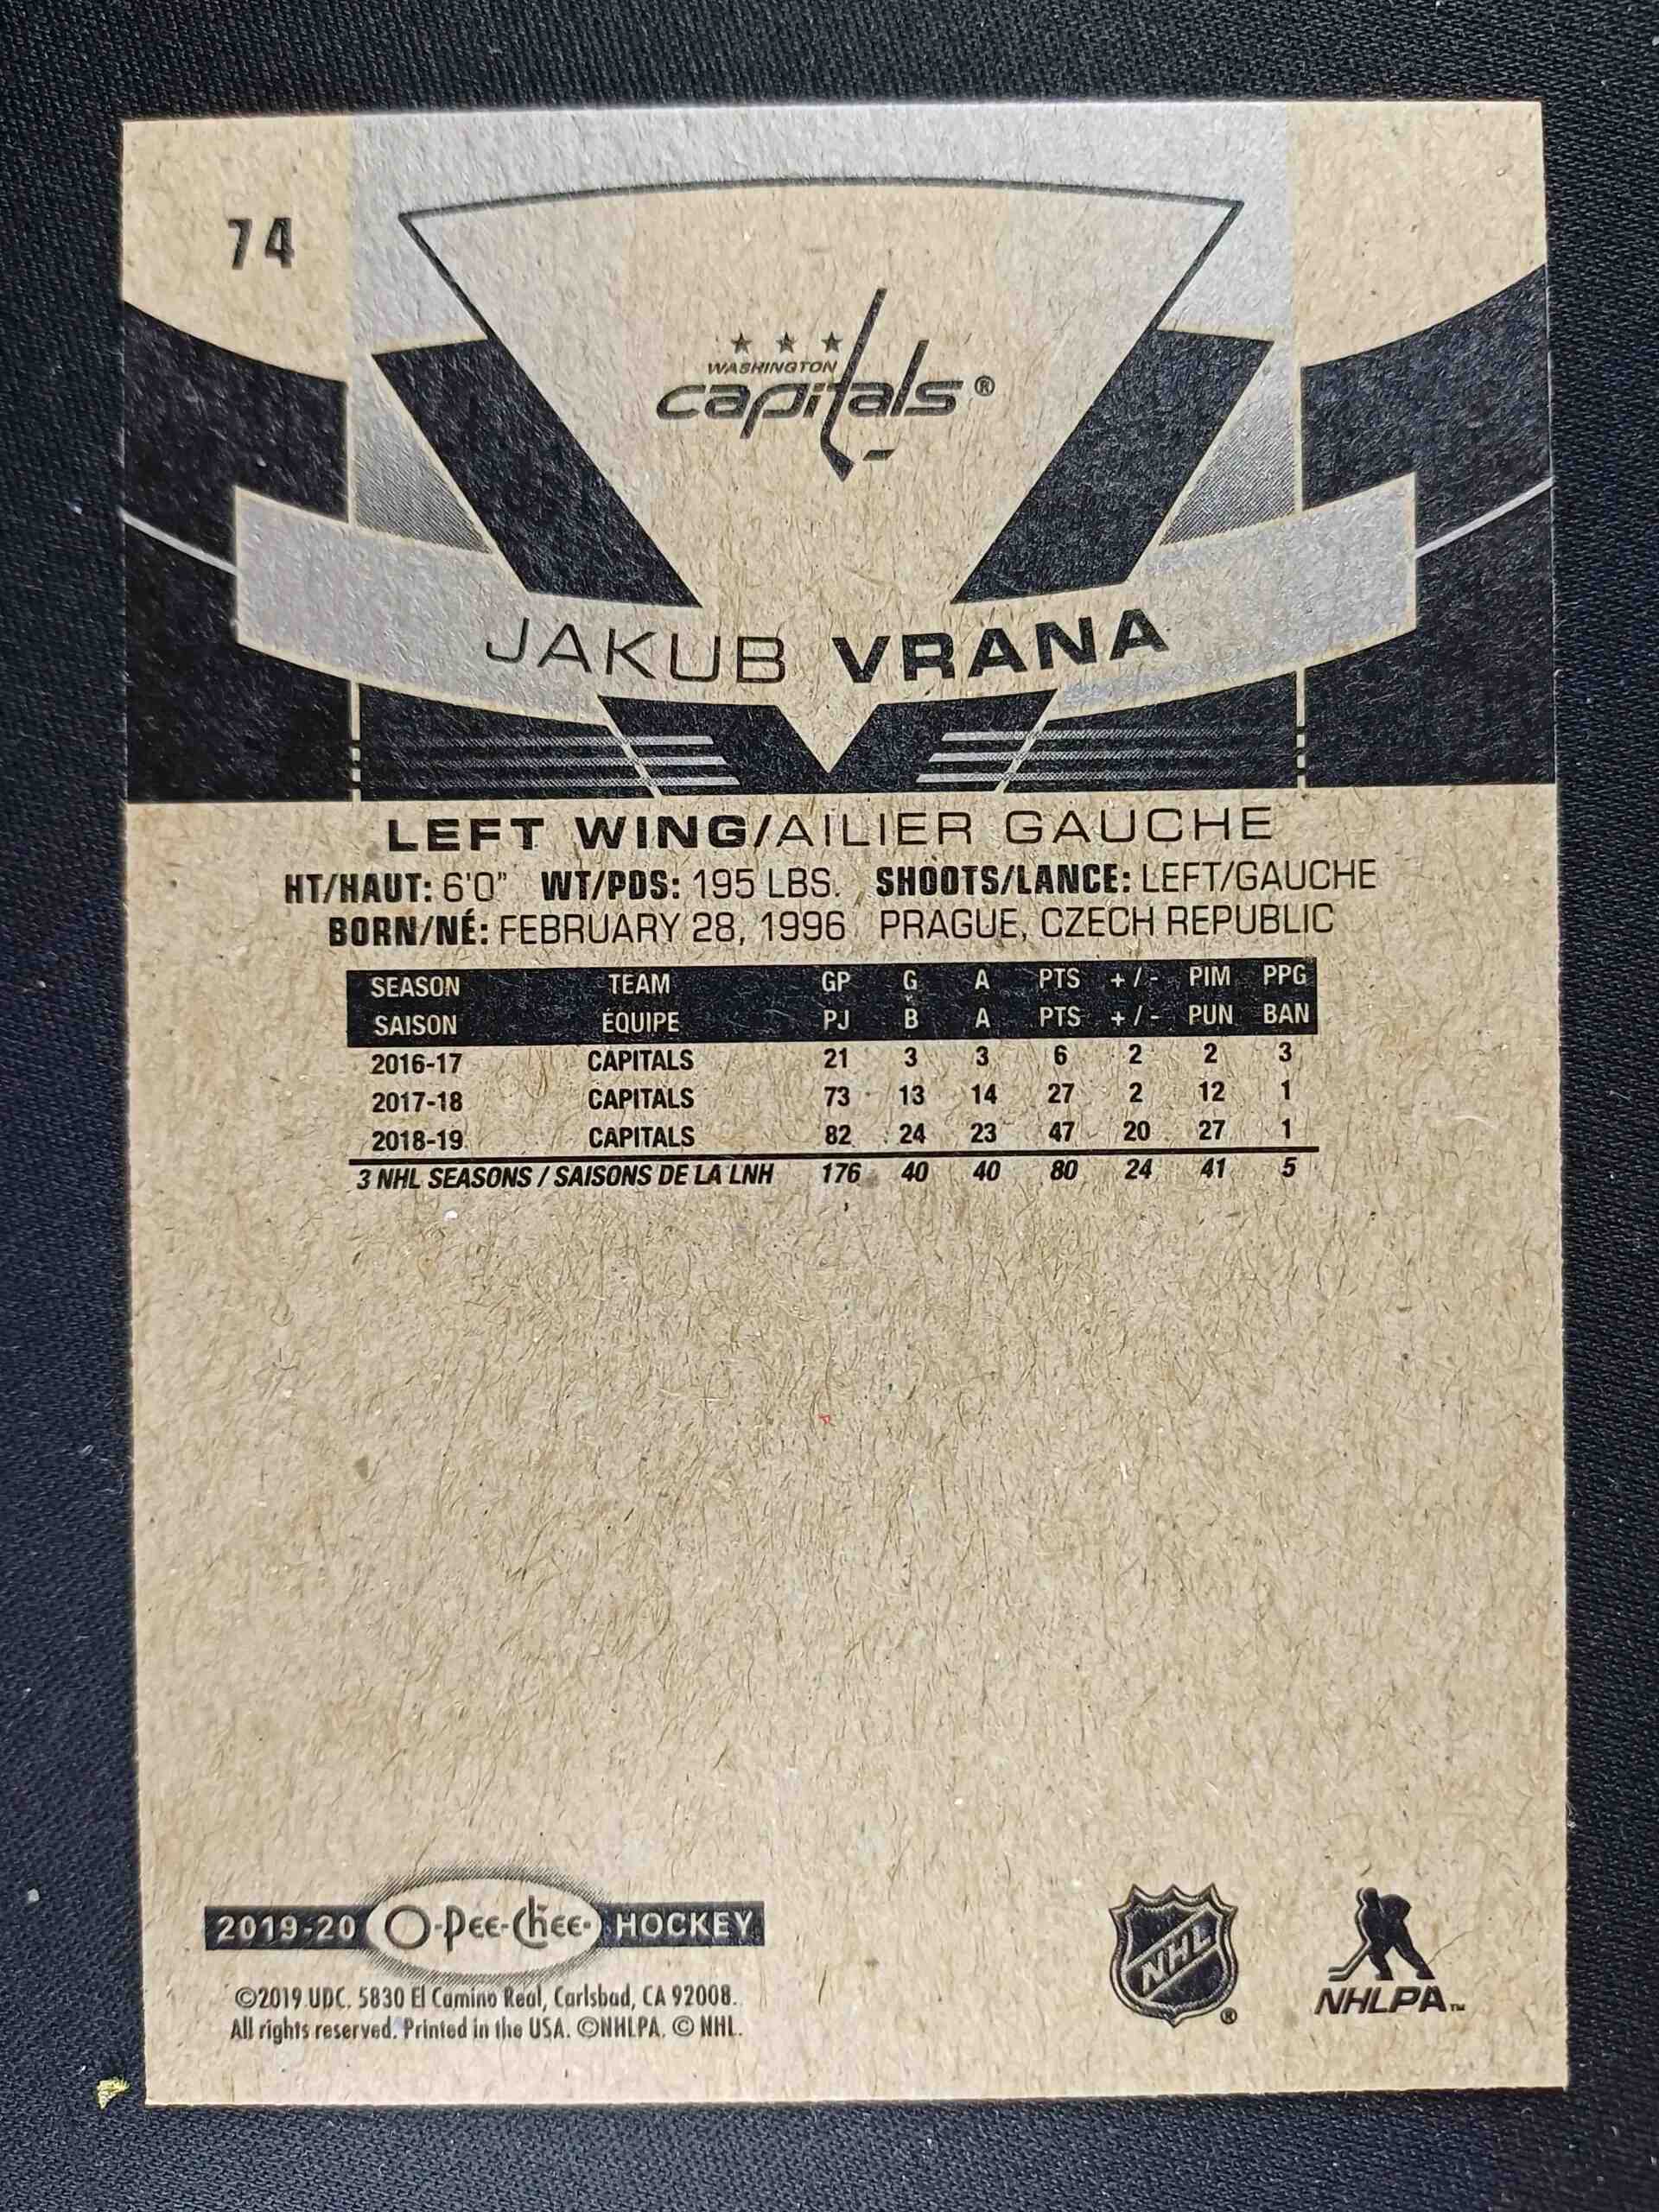 74
WASHINGTON
capitals®
JAKUB VRANA
LEFT WING/AILIER GAUCHE
HT/HAUT: 6'0" WT/PDS: 195 LBS. SHOOTS/LANCE: LEFT/GAUCHE
BORN/NÉ: FEBRUARY 28, 1996 PRAGUE, CZECH REPUBLIC
SEASON TEAM GP G A PTS +/- PIM PPG
SAISON ÉQUIPE PJ B A PTS +/- PUN BAN
2016-17 CAPITALS 21 3 3 6 2 2 3
2017-18 CAPITALS 73 13 14 27 2 12 1
2018-19 CAPITALS 82 24 23 47 20 27 1
3 NHL SEASONS / SAISONS DE LA LNH 176 40 40 80 24 41 5
2019-20 O-Pee-Chee HOCKEY
©2019 UDC. 5830 El Camino Real, Carlsbad, CA 92008.
All rights reserved. Printed in the USA. ©NHLPA. © NHL.
NHL®
NHLPA™